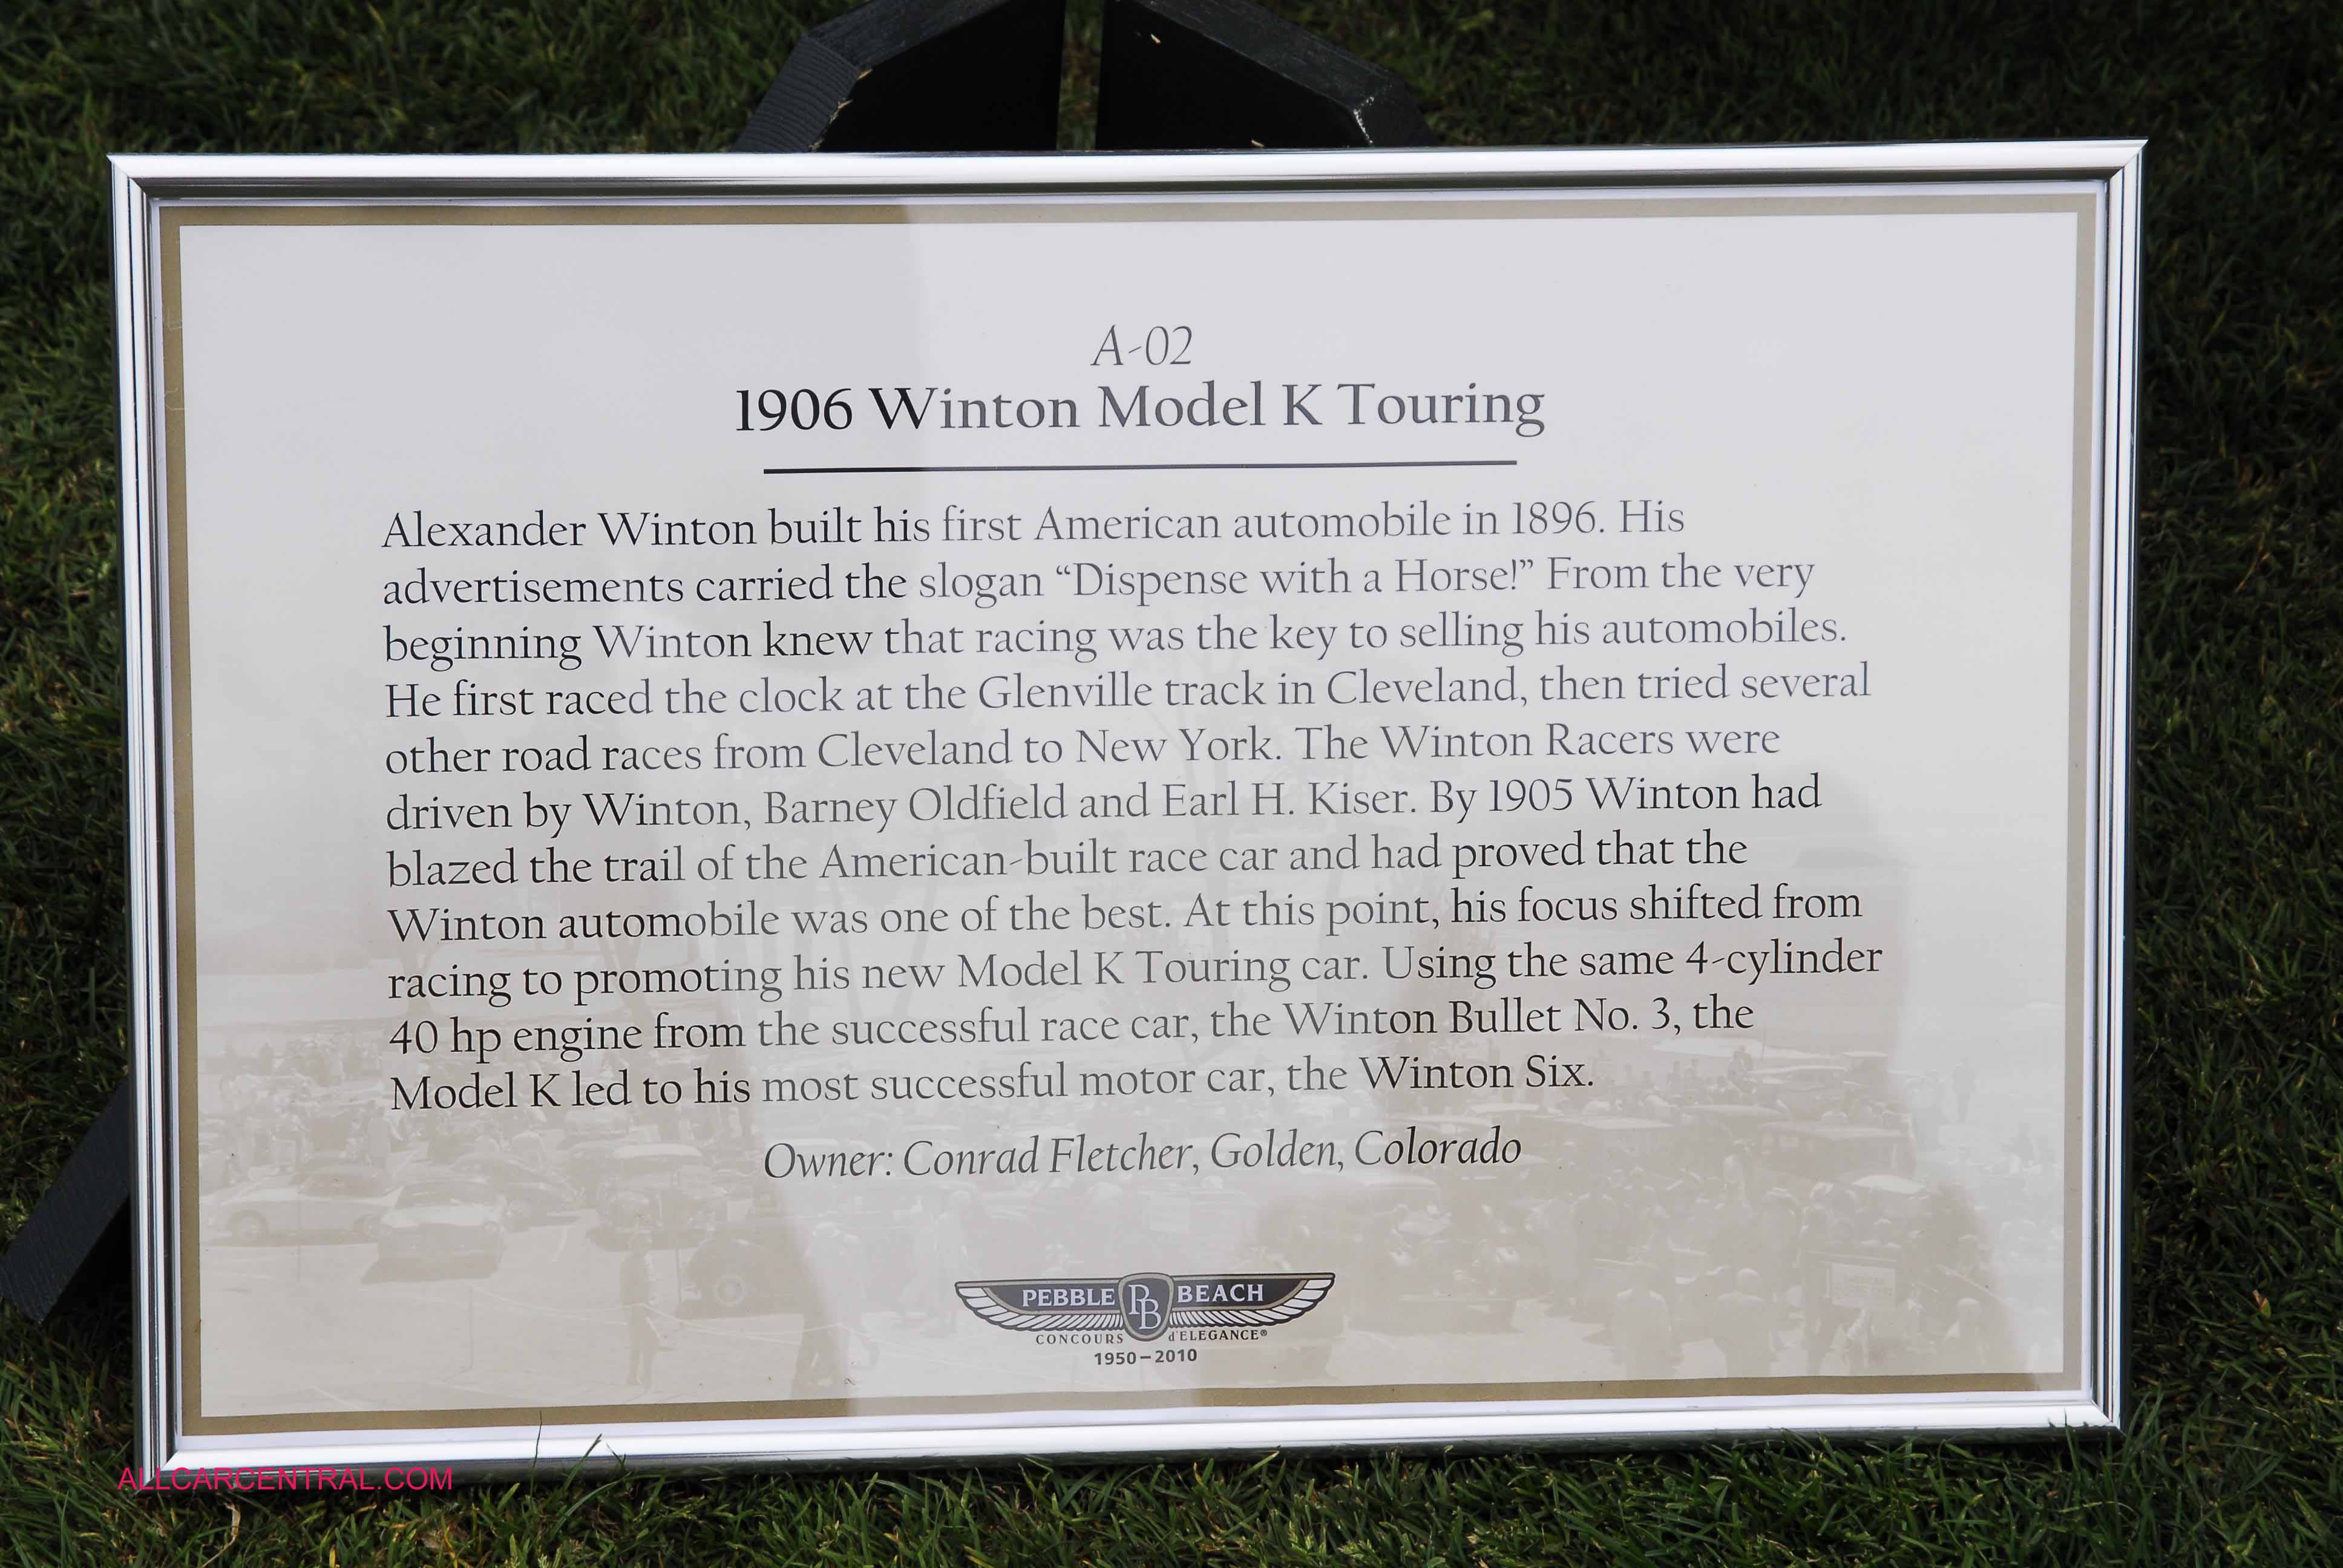 A-02
1906 Winton Model K Touring
Alexander Winton built his first American automobile in 1896. His
advertisements carried the slogan “Dispense with a Horse!” From the very
beginning Winton knew that racing was the key to selling his automobiles.
He first raced the clock at the Glenville track in Cleveland, then tried several
other road races from Cleveland to New York. The Winton Racers were
driven by Winton, Barney Oldfield and Earl H. Kiser. By 1905 Winton had
blazed the trail of the American-built race car and had proved that the
Winton automobile was one of the best. At this point, his focus shifted from
racing to promoting his new Model K Touring car. Using the same 4-cylinder
40 hp engine from the successful race car, the Winton Bullet No. 3, the
Model K led to his most successful motor car, the Winton Six.
Owner: Conrad Fletcher, Golden, Colorado
PEBBLE PB BEACH
CONCOURS d'ELEGANCE®
1950–2010
ALLCARCENTRAL.COM